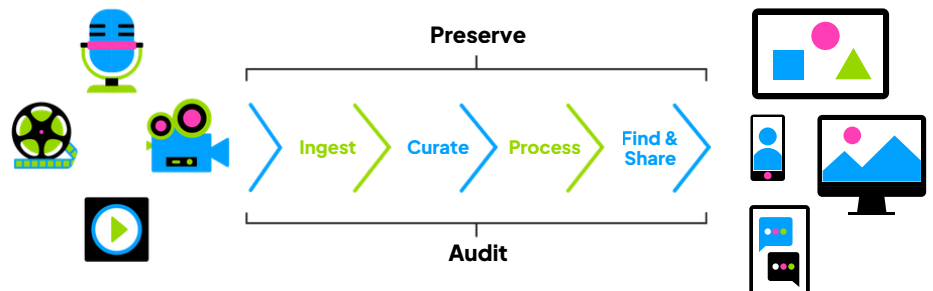 Preserve
Ingest
Curate
Process
Find &
Share
Audit